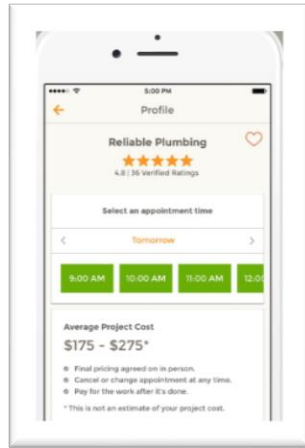 5:00 PM
Profile
Reliable Plumbing
4.8 | 36 Verified Ratings
Select an appointment time
Tomorrow
9:00 AM 10:00 AM 11:00 AM 12:0
Average Project Cost
$175 - $275*
Final pricing agreed on in person.
Cancel or change appointment at any time.
Pay for the work after it's done.
* This is not an estimate of your project cost.